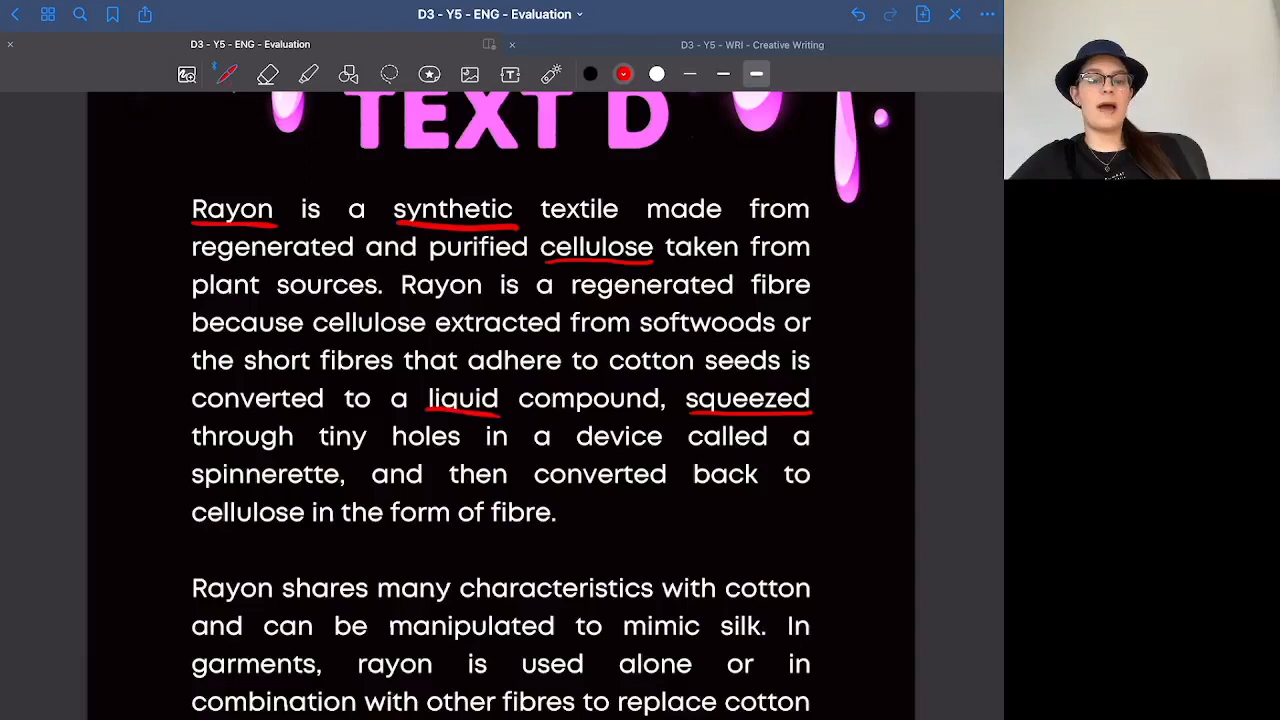 D3 - Y5 - ENG - Evaluation
D3 - Y5 - ENG - Evaluation
D3 - Y5 - WRI - Creative Writing
TEXT D
Rayon is a synthetic textile made from
regenerated and purified cellulose taken from
plant sources. Rayon is a regenerated fibre
because cellulose extracted from softwoods or
the short fibres that adhere to cotton seeds is
converted to a liquid compound, squeezed
through tiny holes in a device called a
spinnerette, and then converted back to
cellulose in the form of fibre.
Rayon shares many characteristics with cotton
and can be manipulated to mimic silk. In
garments, rayon is used alone or in
combination with other fibres to replace cotton